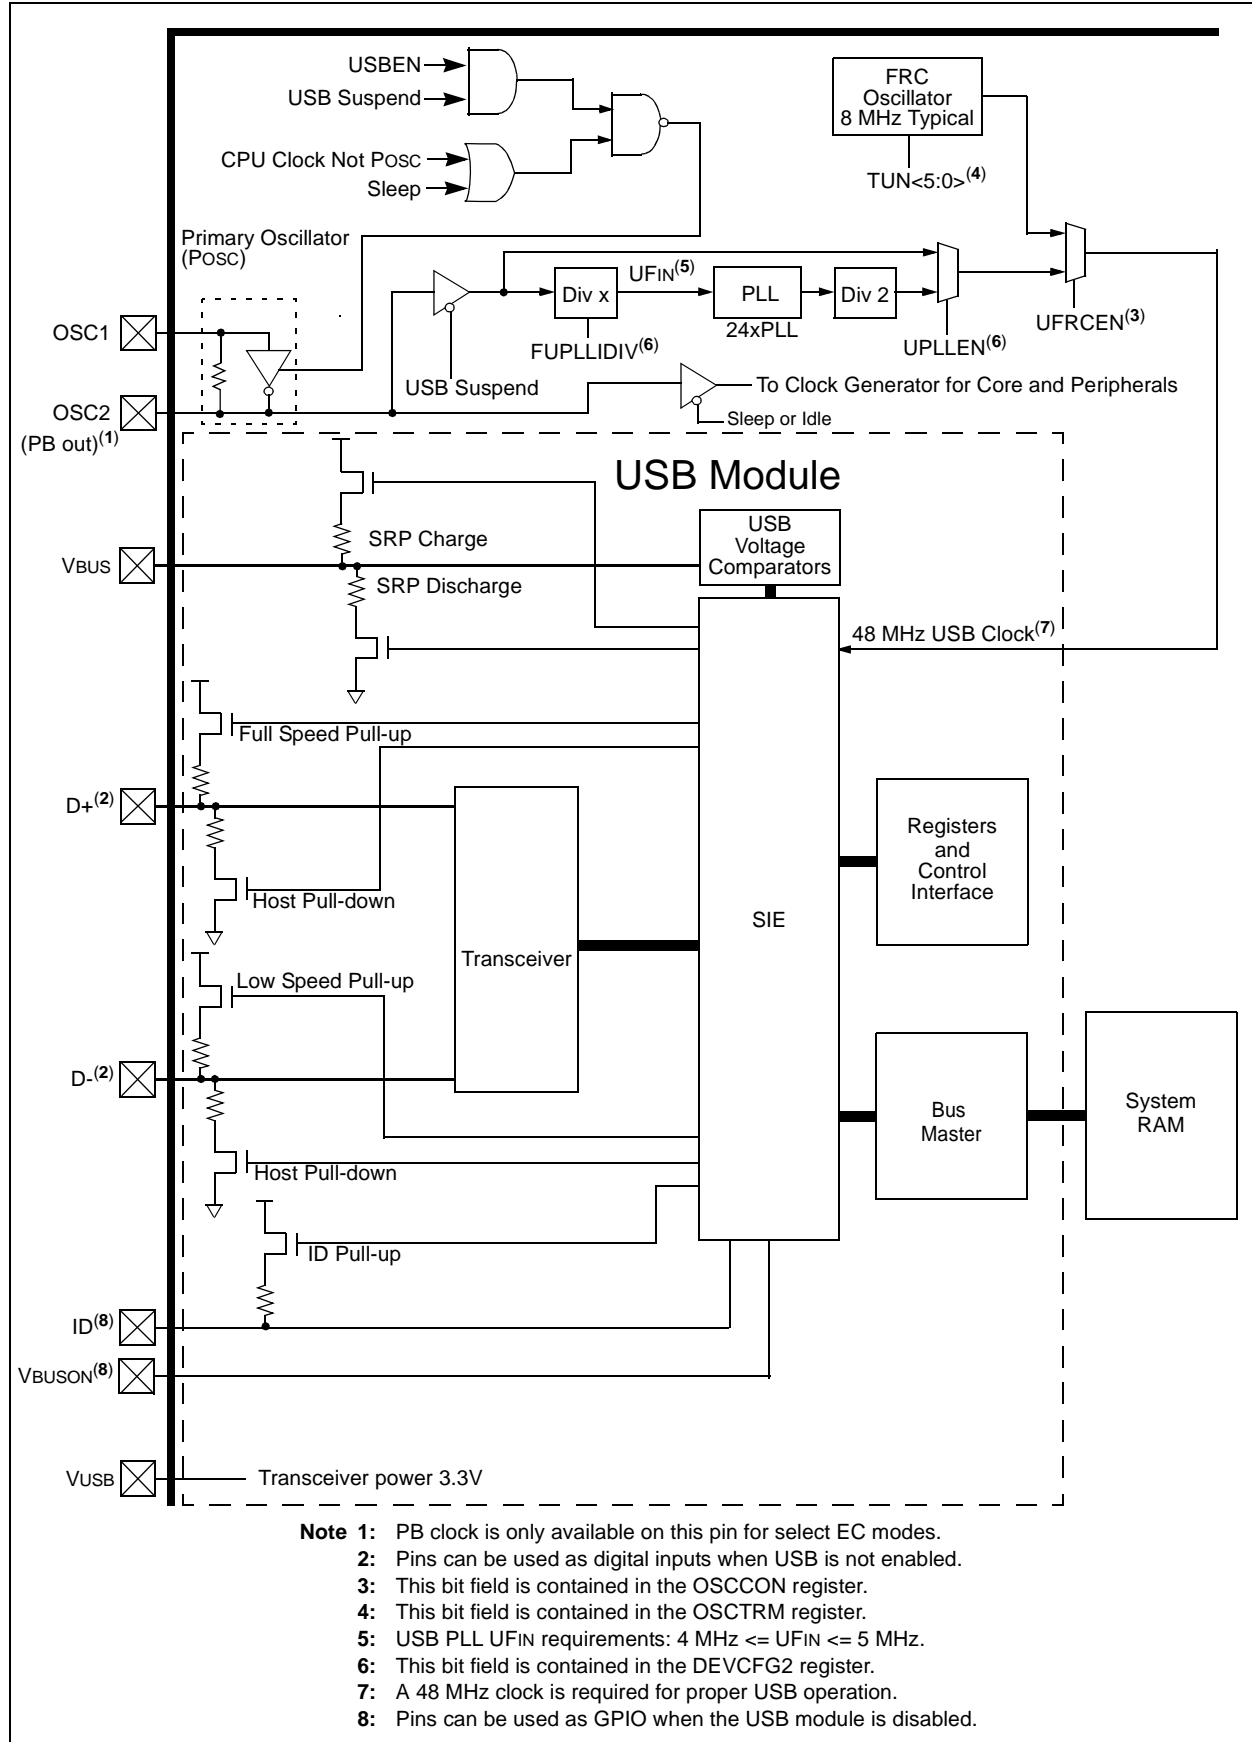 USBEN
USB Suspend
CPU Clock Not POSC
Sleep
FRC
Oscillator
8 MHz Typical
TUN<5:0>(4)
Primary Oscillator
(POSC)
UFIN(5)
Div x
PLL
24xPLL
Div 2
UFRCEN(3)
OSC1
FUPLLIDIV(6)
UPLLEN(6)
USB Suspend
To Clock Generator for Core and Peripherals
OSC2
(PB out)(1)
Sleep or Idle
USB Module
USB
Voltage
Comparators
SRP Charge
VBUS
SRP Discharge
48 MHz USB Clock(7)
Full Speed Pull-up
D+(2)
Registers
and
Control
Interface
Host Pull-down
SIE
Transceiver
Low Speed Pull-up
D-(2)
Bus
Master
System
RAM
Host Pull-down
ID Pull-up
ID(8)
VBUSON(8)
VUSB
Transceiver power 3.3V
Note 1: PB clock is only available on this pin for select EC modes.
2: Pins can be used as digital inputs when USB is not enabled.
3: This bit field is contained in the OSCCON register.
4: This bit field is contained in the OSCTRM register.
5: USB PLL UFIN requirements: 4 MHz <= UFIN <= 5 MHz.
6: This bit field is contained in the DEVCFG2 register.
7: A 48 MHz clock is required for proper USB operation.
8: Pins can be used as GPIO when the USB module is disabled.